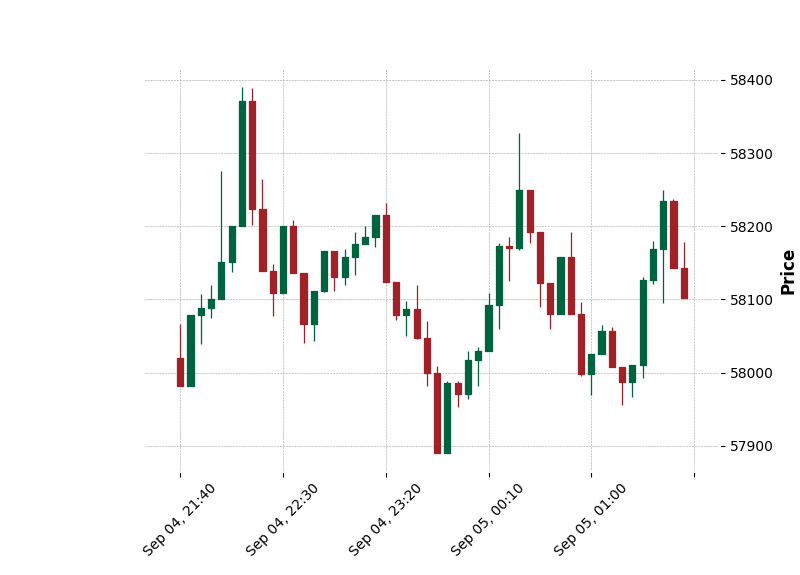 58400
58300
58200
58100
58000
57900
Price
Sep 04, 21:40
Sep 04, 22:30
Sep 04, 23:20
Sep 05, 00:10
Sep 05, 01:00